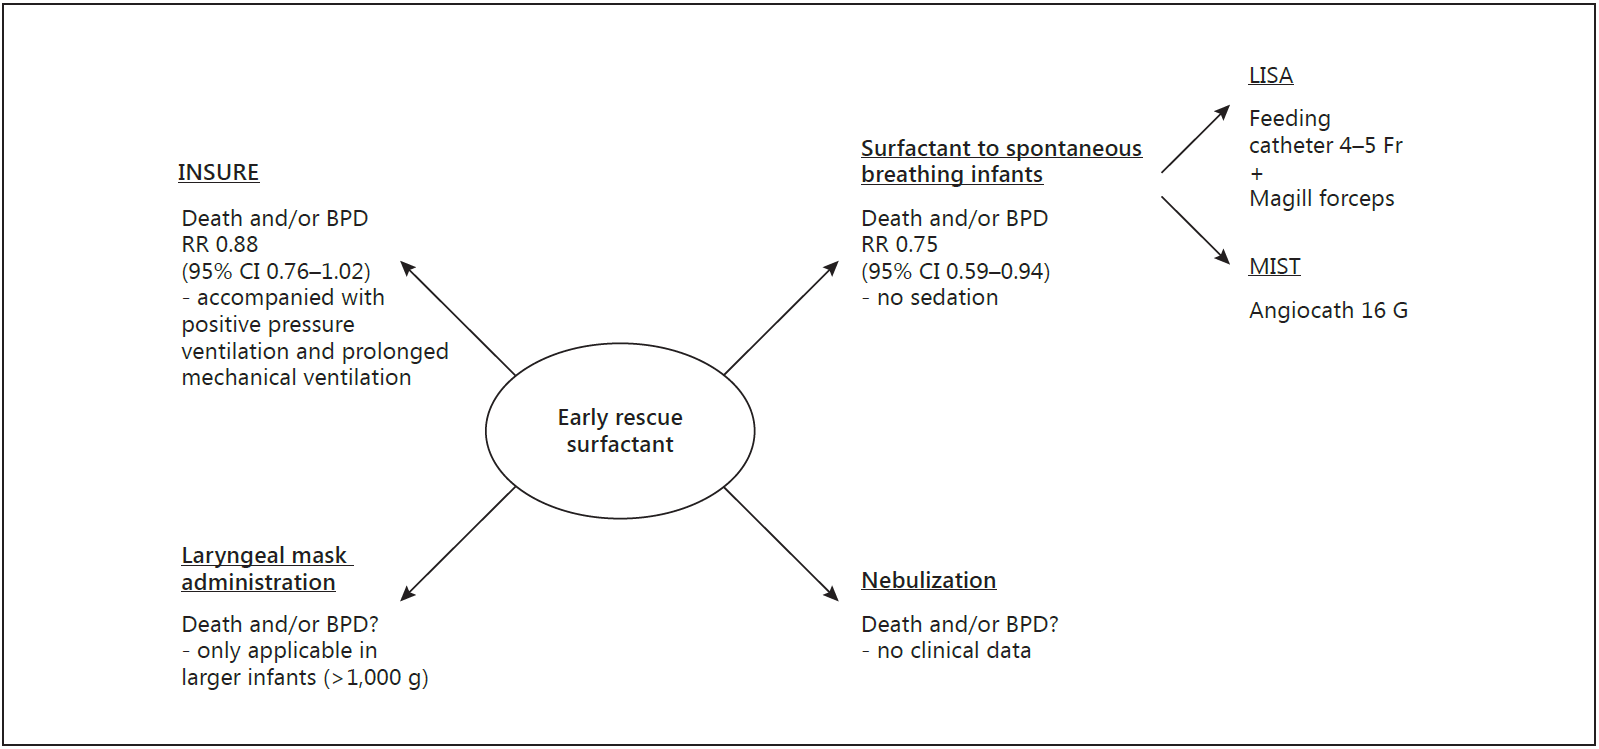 INSURE
Death and/or BPD
RR 0.88
(95% CI 0.76–1.02)
- accompanied with
positive pressure
ventilation and prolonged
mechanical ventilation
Surfactant to spontaneous
breathing infants
Death and/or BPD
RR 0.75
(95% CI 0.59–0.94)
- no sedation
LISA
Feeding
catheter 4–5 Fr
+
Magill forceps
MIST
Angiocath 16 G
Early rescue
surfactant
Laryngeal mask
administration
Death and/or BPD?
- only applicable in
larger infants (>1,000 g)
Nebulization
Death and/or BPD?
- no clinical data